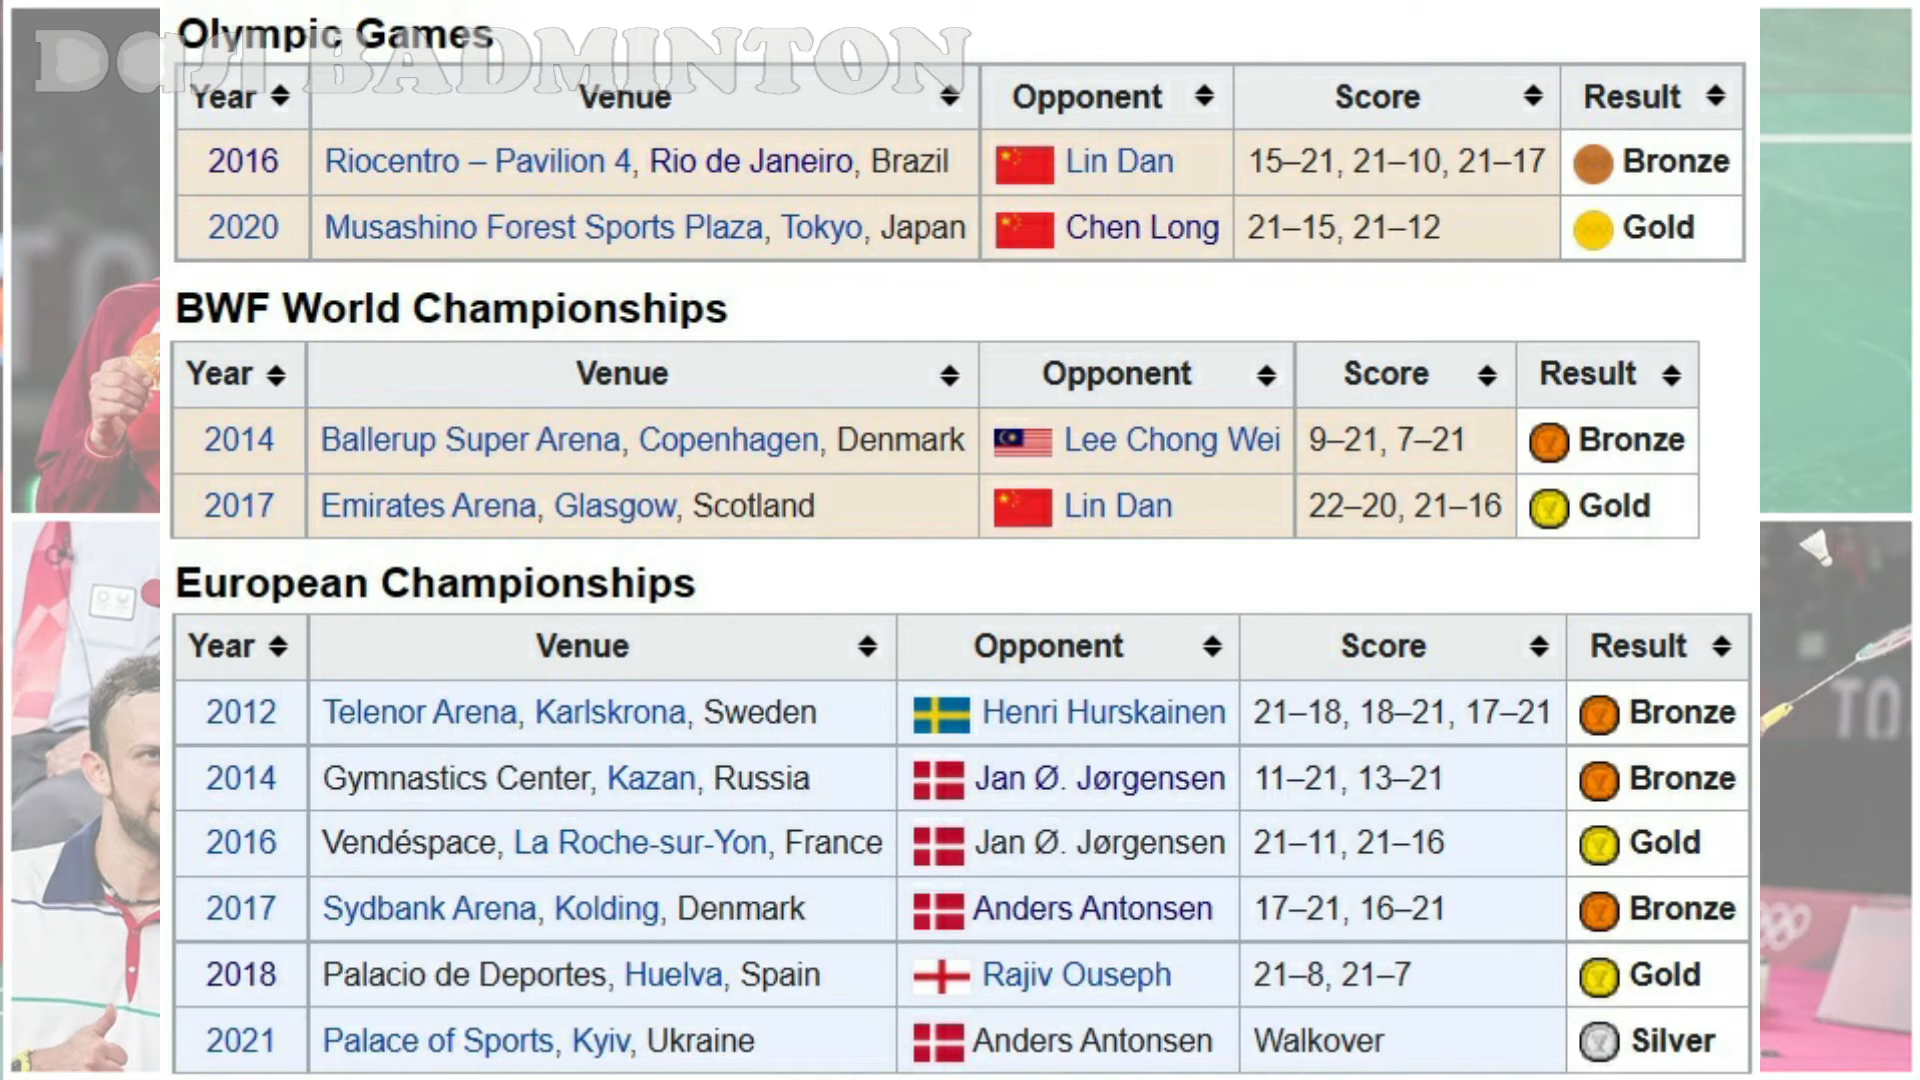 Olympic Games
BADMINTON
Year Venue Opponent Score Result
2016 Riocentro – Pavilion 4, Rio de Janeiro, Brazil Lin Dan 15–21, 21–10, 21–17 Bronze
2020 Musashino Forest Sports Plaza, Tokyo, Japan Chen Long 21–15, 21–12 Gold
BWF World Championships
Year Venue Opponent Score Result
2014 Ballerup Super Arena, Copenhagen, Denmark Lee Chong Wei 9–21, 7–21 Bronze
2017 Emirates Arena, Glasgow, Scotland Lin Dan 22–20, 21–16 Gold
European Championships
Year Venue Opponent Score Result
2012 Telenor Arena, Karlskrona, Sweden Henri Hurskainen 21–18, 18–21, 17–21 Bronze
2014 Gymnastics Center, Kazan, Russia Jan Ø. Jørgensen 11–21, 13–21 Bronze
2016 Vendéspace, La Roche-sur-Yon, France Jan Ø. Jørgensen 21–11, 21–16 Gold
2017 Sydbank Arena, Kolding, Denmark Anders Antonsen 17–21, 16–21 Bronze
2018 Palacio de Deportes, Huelva, Spain Rajiv Ouseph 21–8, 21–7 Gold
2021 Palace of Sports, Kyiv, Ukraine Anders Antonsen Walkover Silver